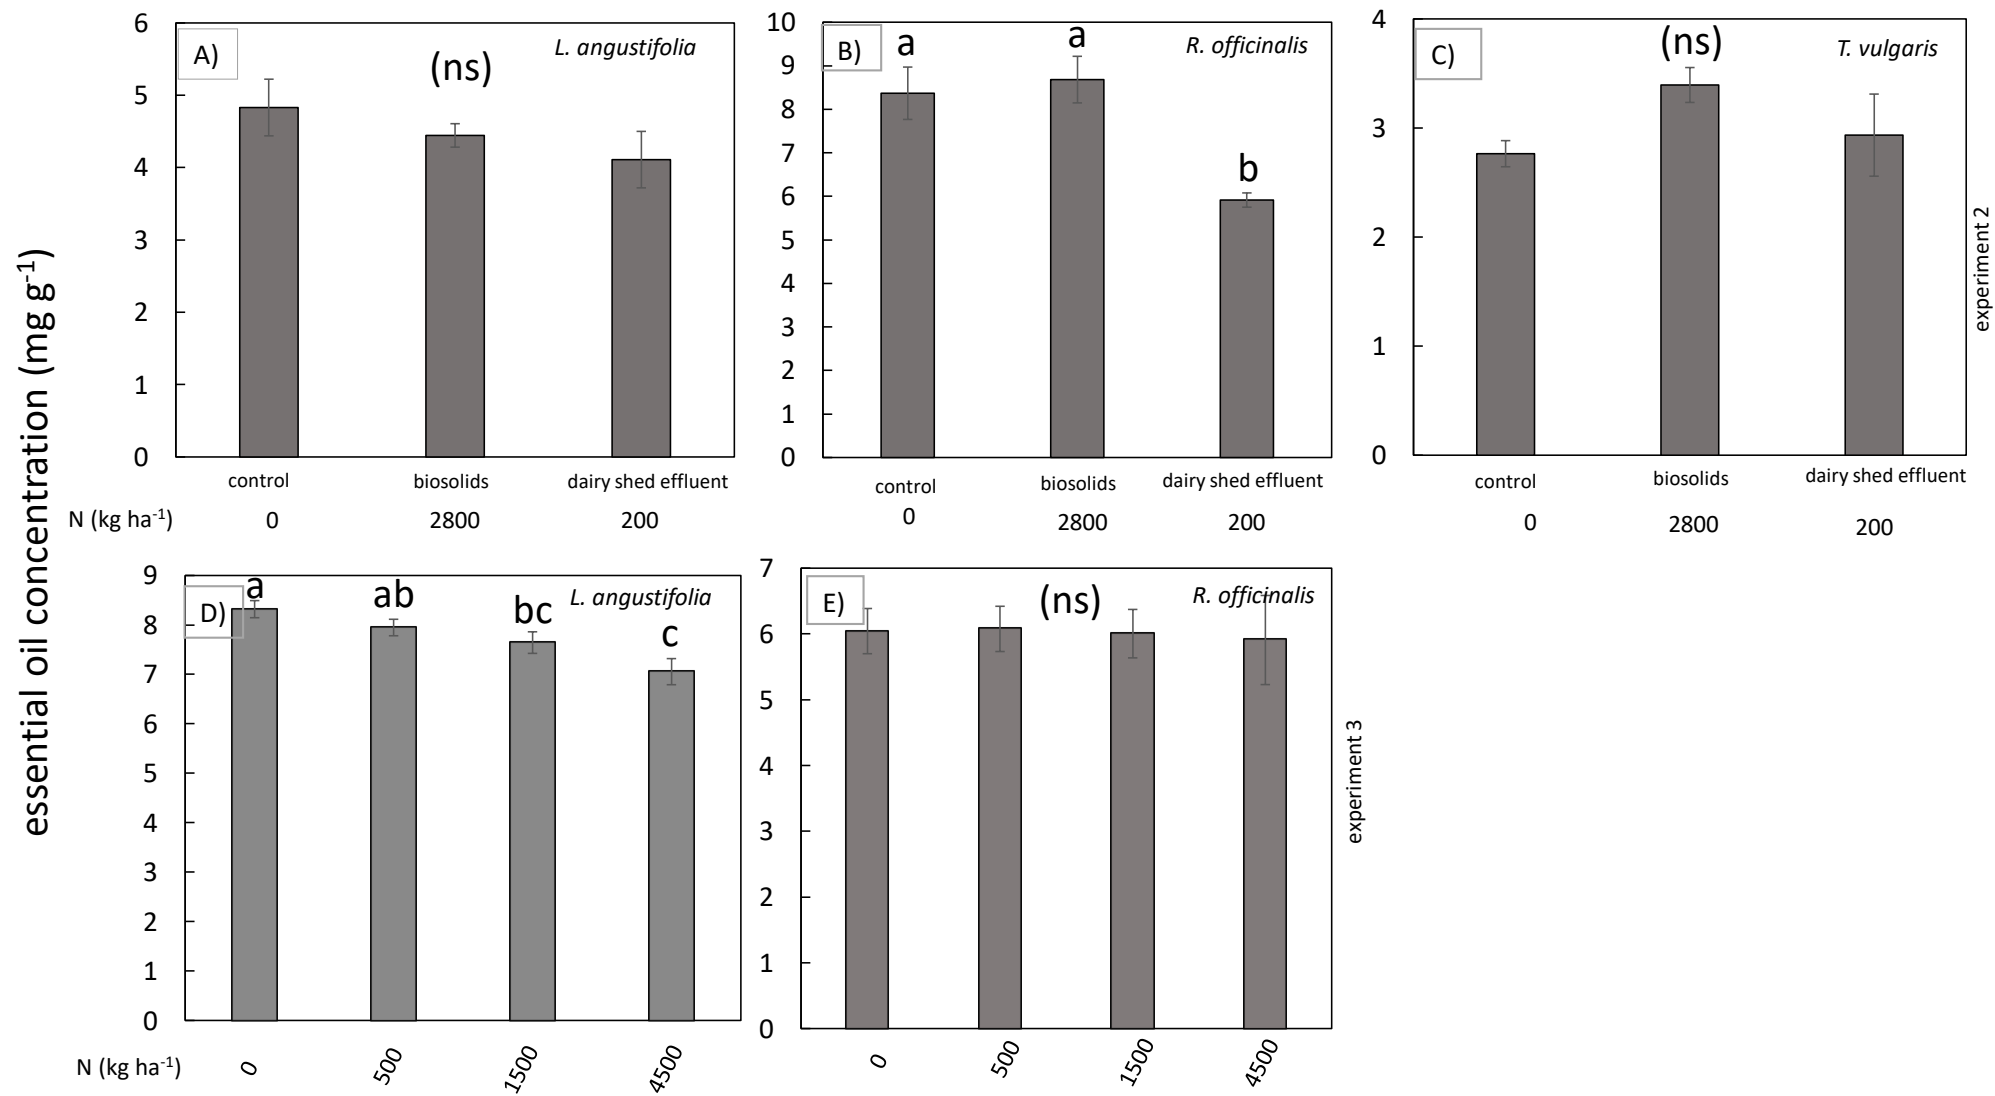 essential oil concentration (mg g⁻¹)
A)
(ns)
L. angustifolia
6
5
4
3
2
1
0
control
biosolids
dairy shed effluent
N (kg ha⁻¹)
0
2800
200
B)
a
a
b
R. officinalis
10
9
8
7
6
5
4
3
2
1
0
control
biosolids
dairy shed effluent
0
2800
200
C)
(ns)
T. vulgaris
4
3
2
1
0
control
biosolids
dairy shed effluent
0
2800
200
experiment 2
D)
a
ab
bc
c
L. angustifolia
9
8
7
6
5
4
3
2
1
0
N (kg ha⁻¹)
0
500
1500
4500
E)
(ns)
R. officinalis
7
6
5
4
3
2
1
0
0
500
1500
4500
experiment 3